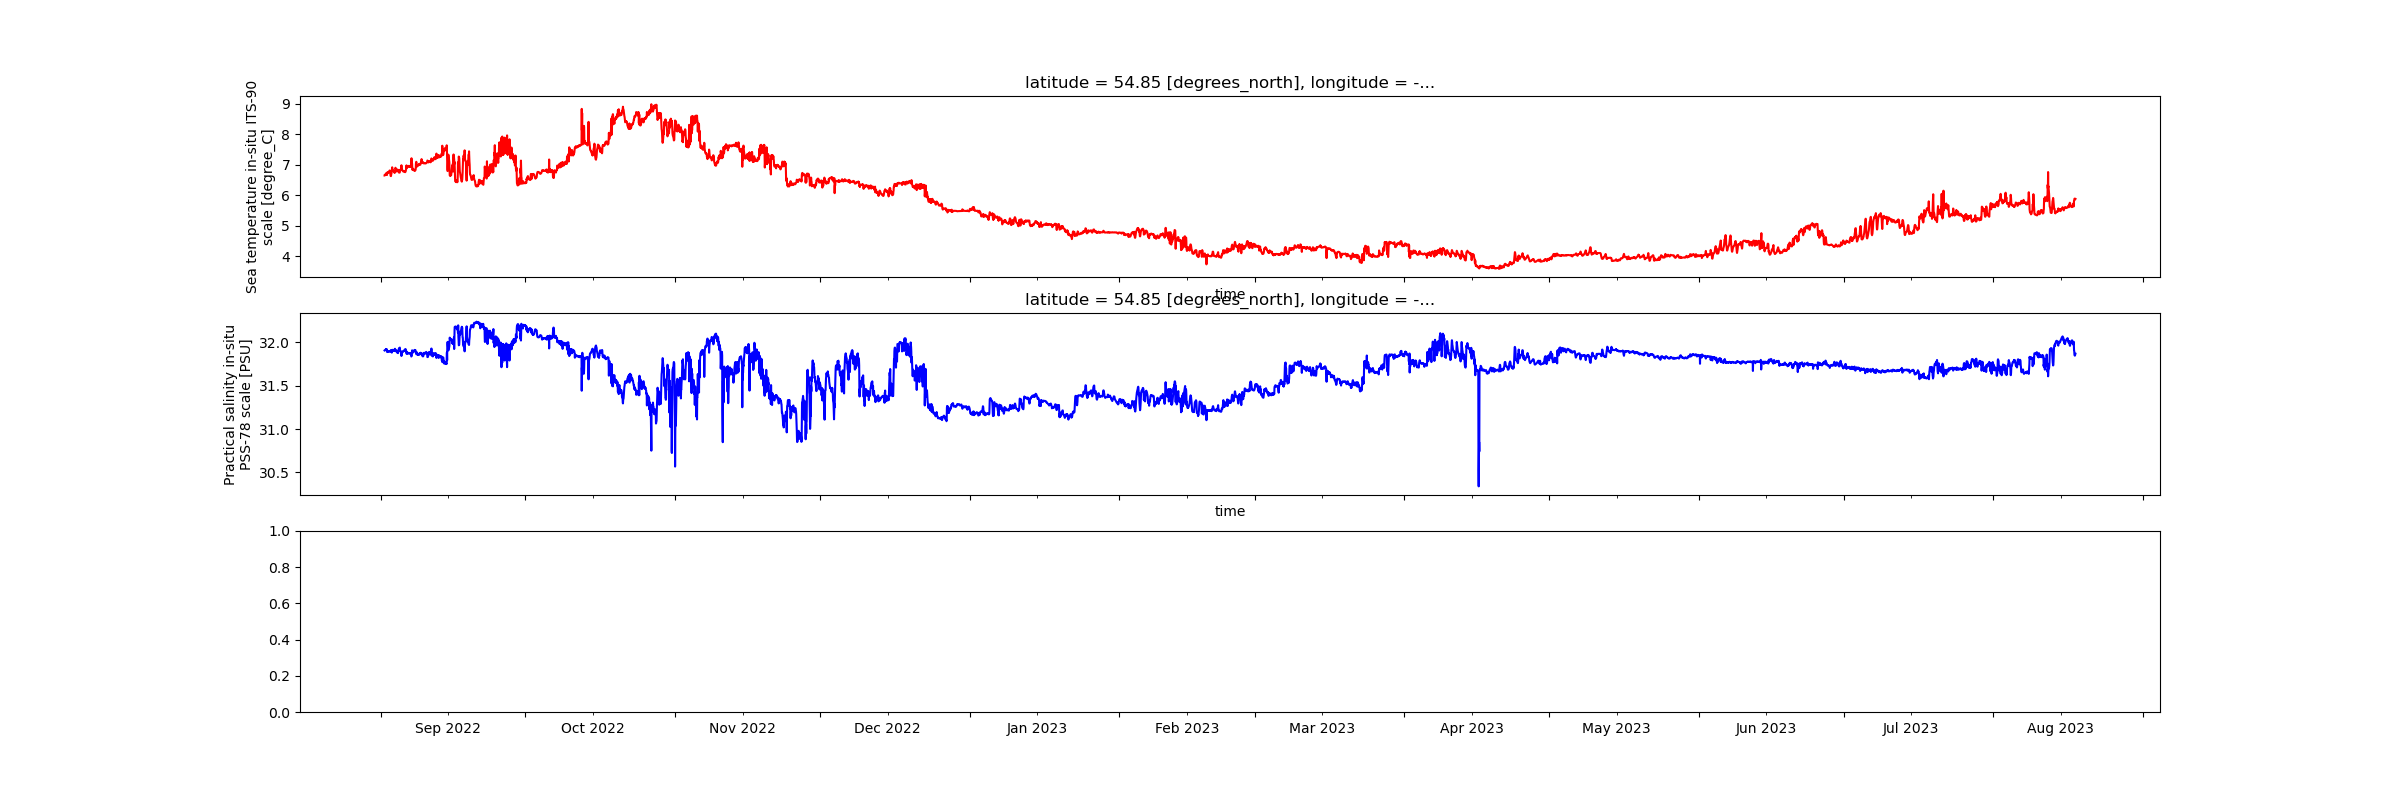 latitude = 54.85 [degrees_north], longitude = -...
Sea temperature in-situ ITS-90
scale [degree_C]
9
8
7
6
5
4
time
latitude = 54.85 [degrees_north], longitude = -...
Practical salinity in-situ
PSS-78 scale [PSU]
32.0
31.5
31.0
30.5
time
1.0
0.8
0.6
0.4
0.2
0.0
Sep 2022 Oct 2022 Nov 2022 Dec 2022 Jan 2023 Feb 2023 Mar 2023 Apr 2023 May 2023 Jun 2023 Jul 2023 Aug 2023